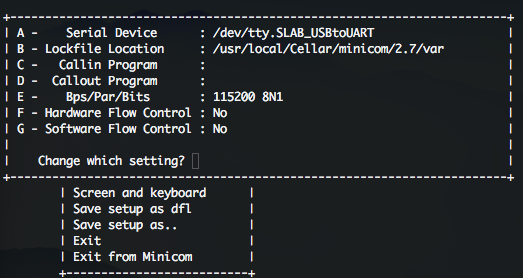 A - Serial Device : /dev/tty.SLAB_USBtoUART
B - Lockfile Location : /usr/local/Cellar/minicom/2.7/var
C - Callin Program :
D - Callout Program :
E - Bps/Par/Bits : 115200 8N1
F - Hardware Flow Control : No
G - Software Flow Control : No
Change which setting?
Screen and keyboard
Save setup as dfl
Save setup as..
Exit
Exit from Minicom